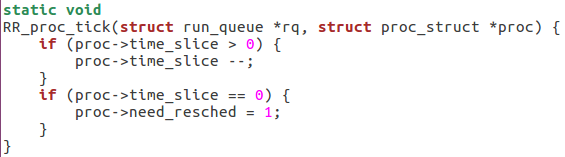 static void
RR_proc_tick(struct run_queue *rq, struct proc_struct *proc) {
    if (proc->time_slice > 0) {
        proc->time_slice --;
    }
    if (proc->time_slice == 0) {
        proc->need_resched = 1;
    }
}